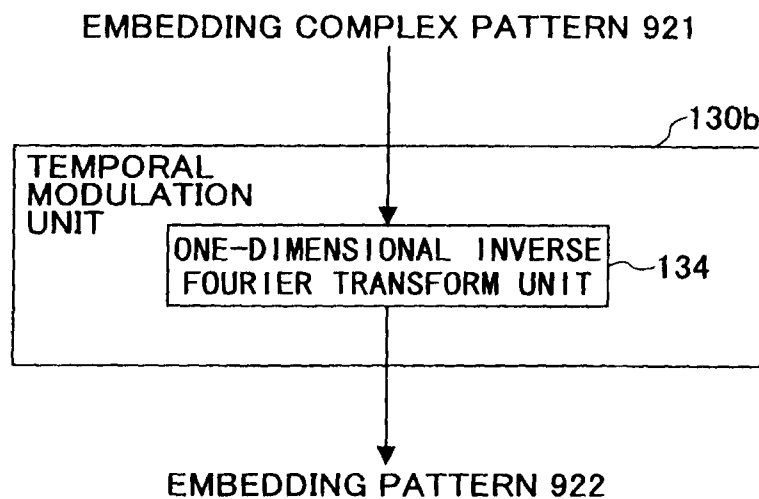 EMBEDDING COMPLEX PATTERN 921
130b
TEMPORAL
MODULATION
UNIT
ONE-DIMENSIONAL INVERSE
FOURIER TRANSFORM UNIT
134
EMBEDDING PATTERN 922